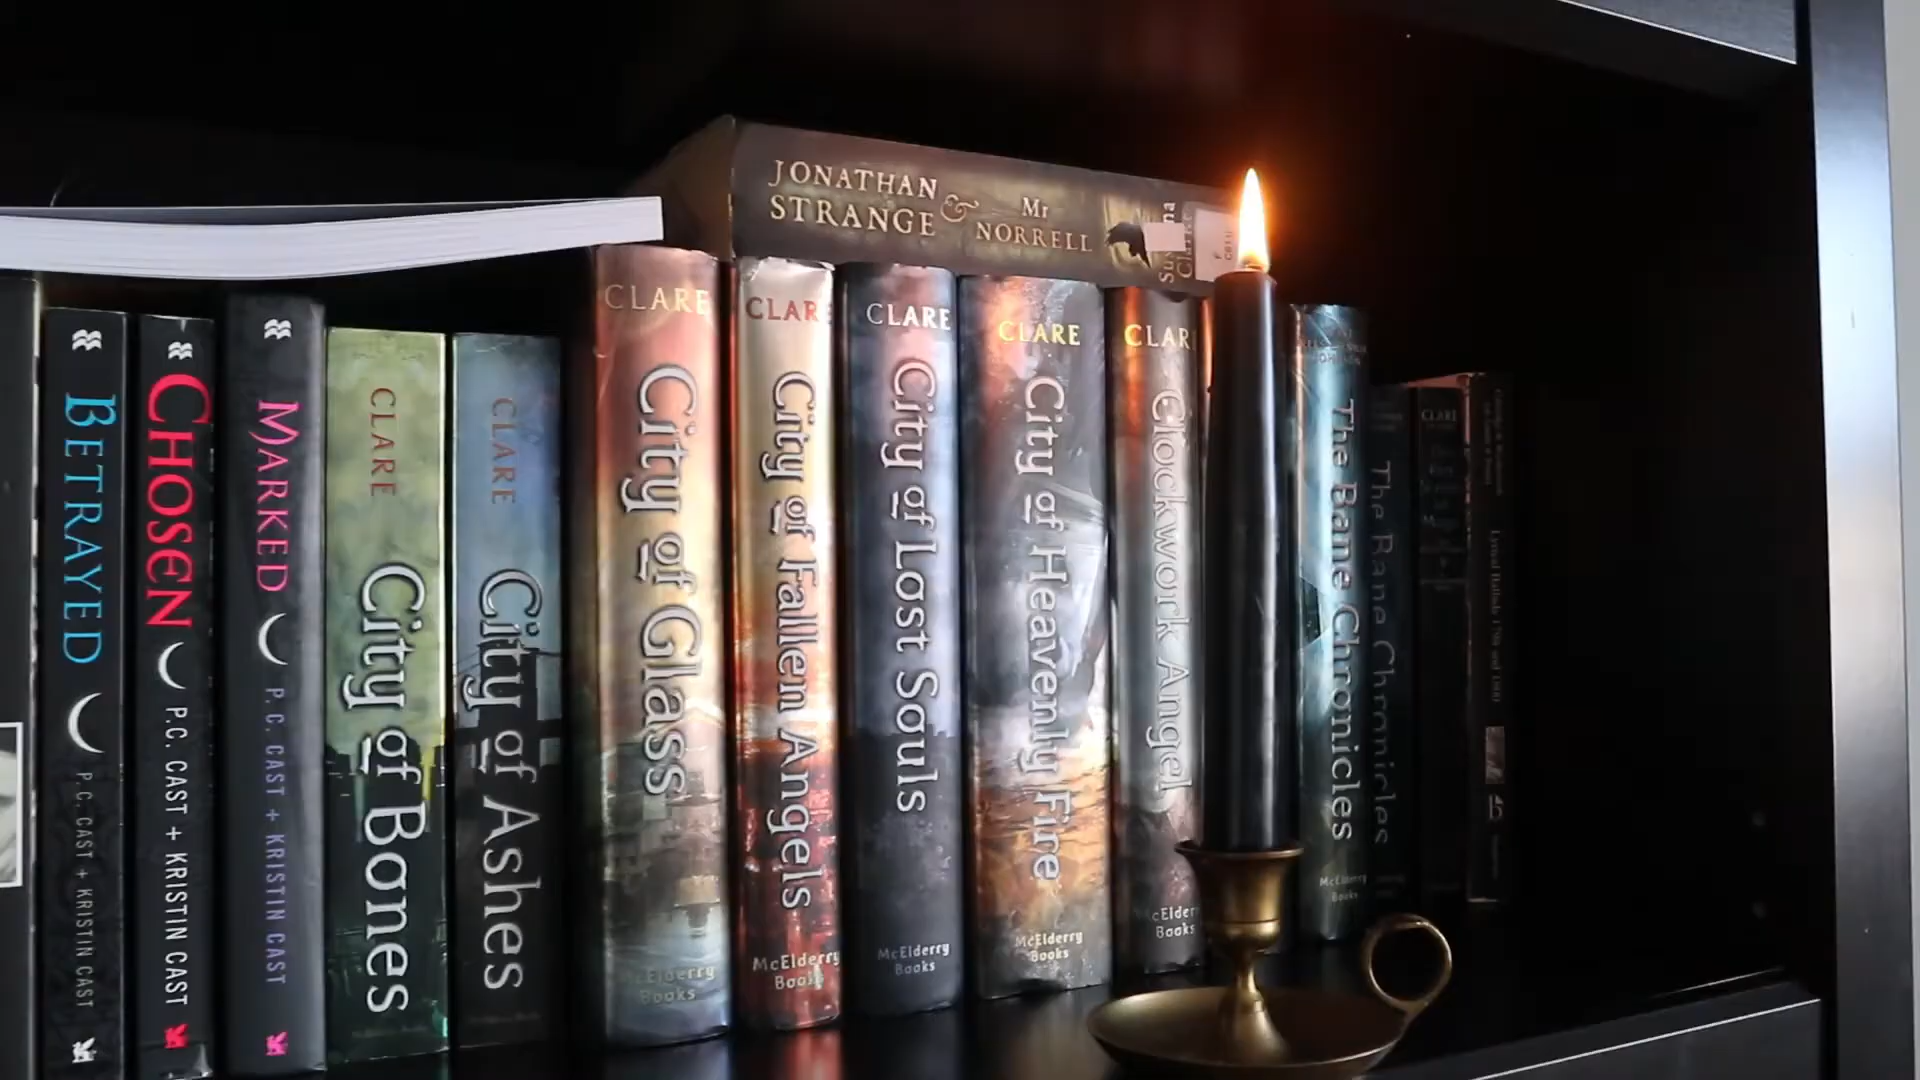 JONATHAN
STRANGE
&
Mr
NORRELL
BETRAYED
P.C. CAST + KRISTIN CAST
CHOSEN
P.C. CAST + KRISTIN CAST
MARKED
P.C. CAST + KRISTIN CAST
CLARE
City of Bones
CLARE
City of Ashes
CLARE
City of Glass
McElderry
Books
CLARE
City of Fallen Angels
McElderry
Books
CLARE
City of Lost Souls
McElderry
Books
CLARE
City of Heavenly Fire
McElderry
Books
CLAR
Clockwork Angel
cElder
Books
The Bane Chronicles
McElderry
Books
The Bane Chronicles
CLARE